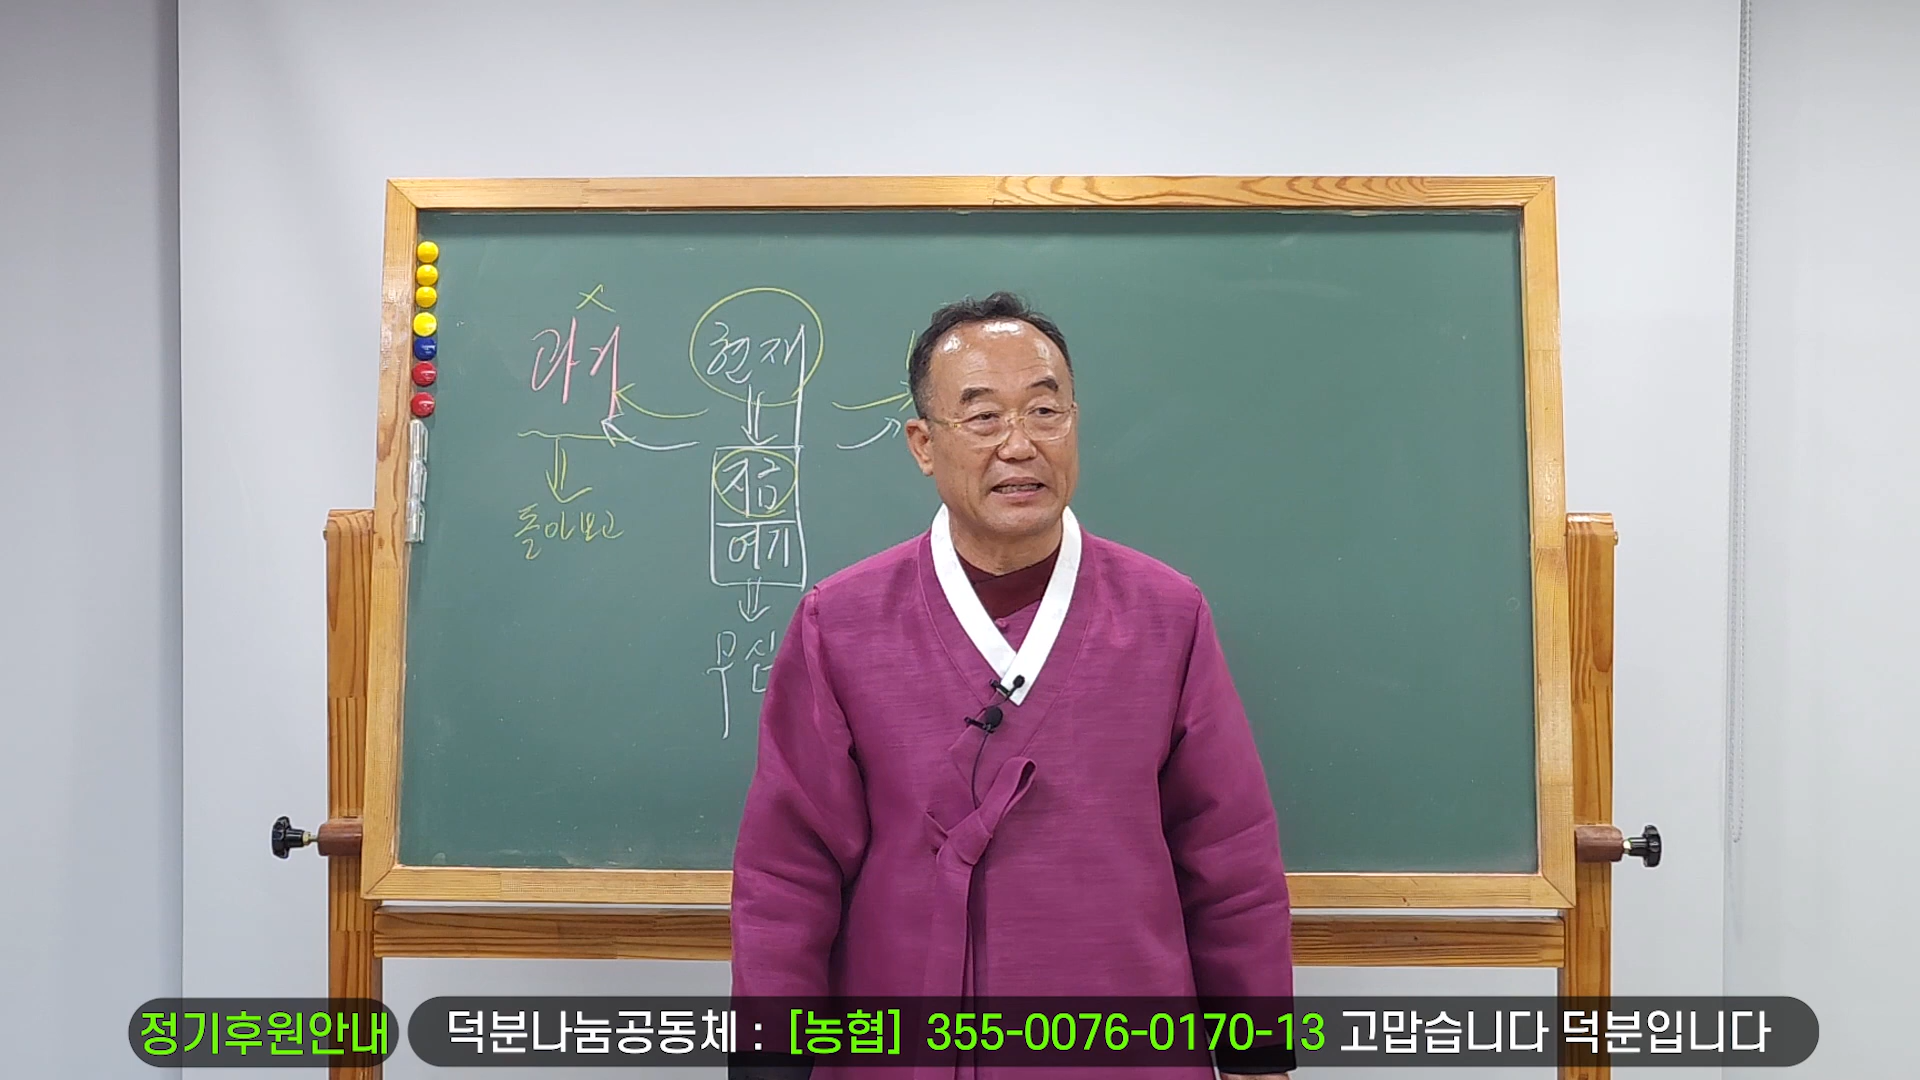 과거 현재
지금
여기
돌아보고
무심
정기후원안내 덕분나눔공동체 : [농협] 355-0076-0170-13 고맙습니다 덕분입니다